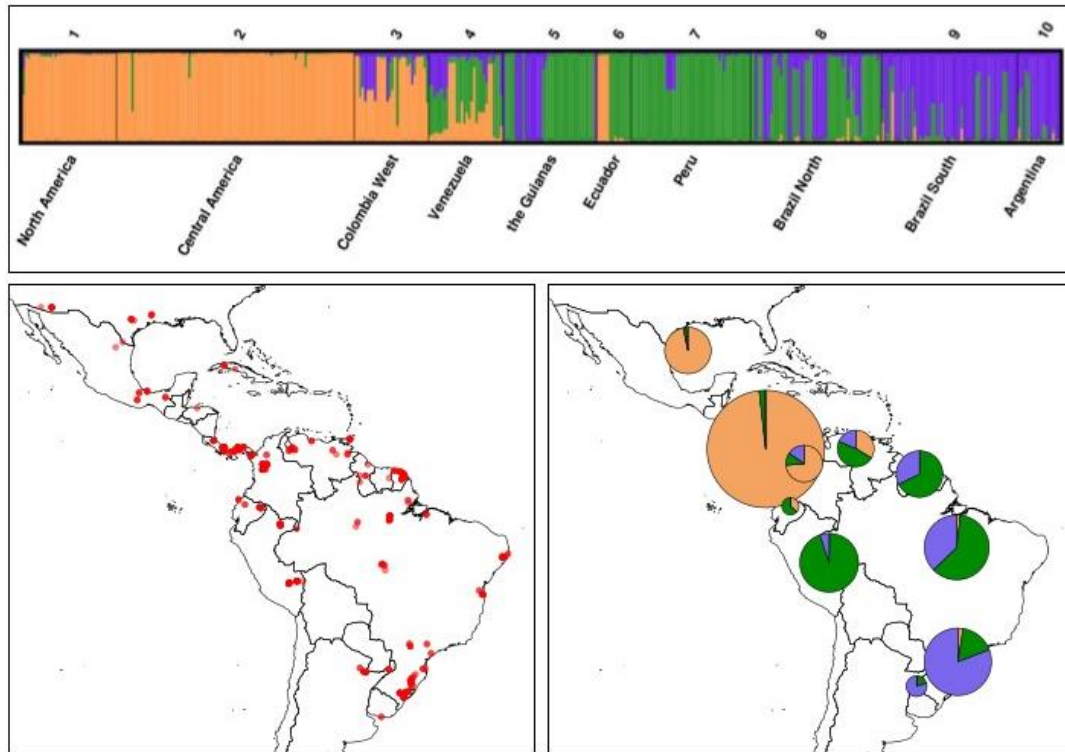 1 2 3 4 5 6 7 8 9 10
North America Central America Colombia West Venezuela the Guianas Ecuador Peru Brazil North Brazil South Argentina